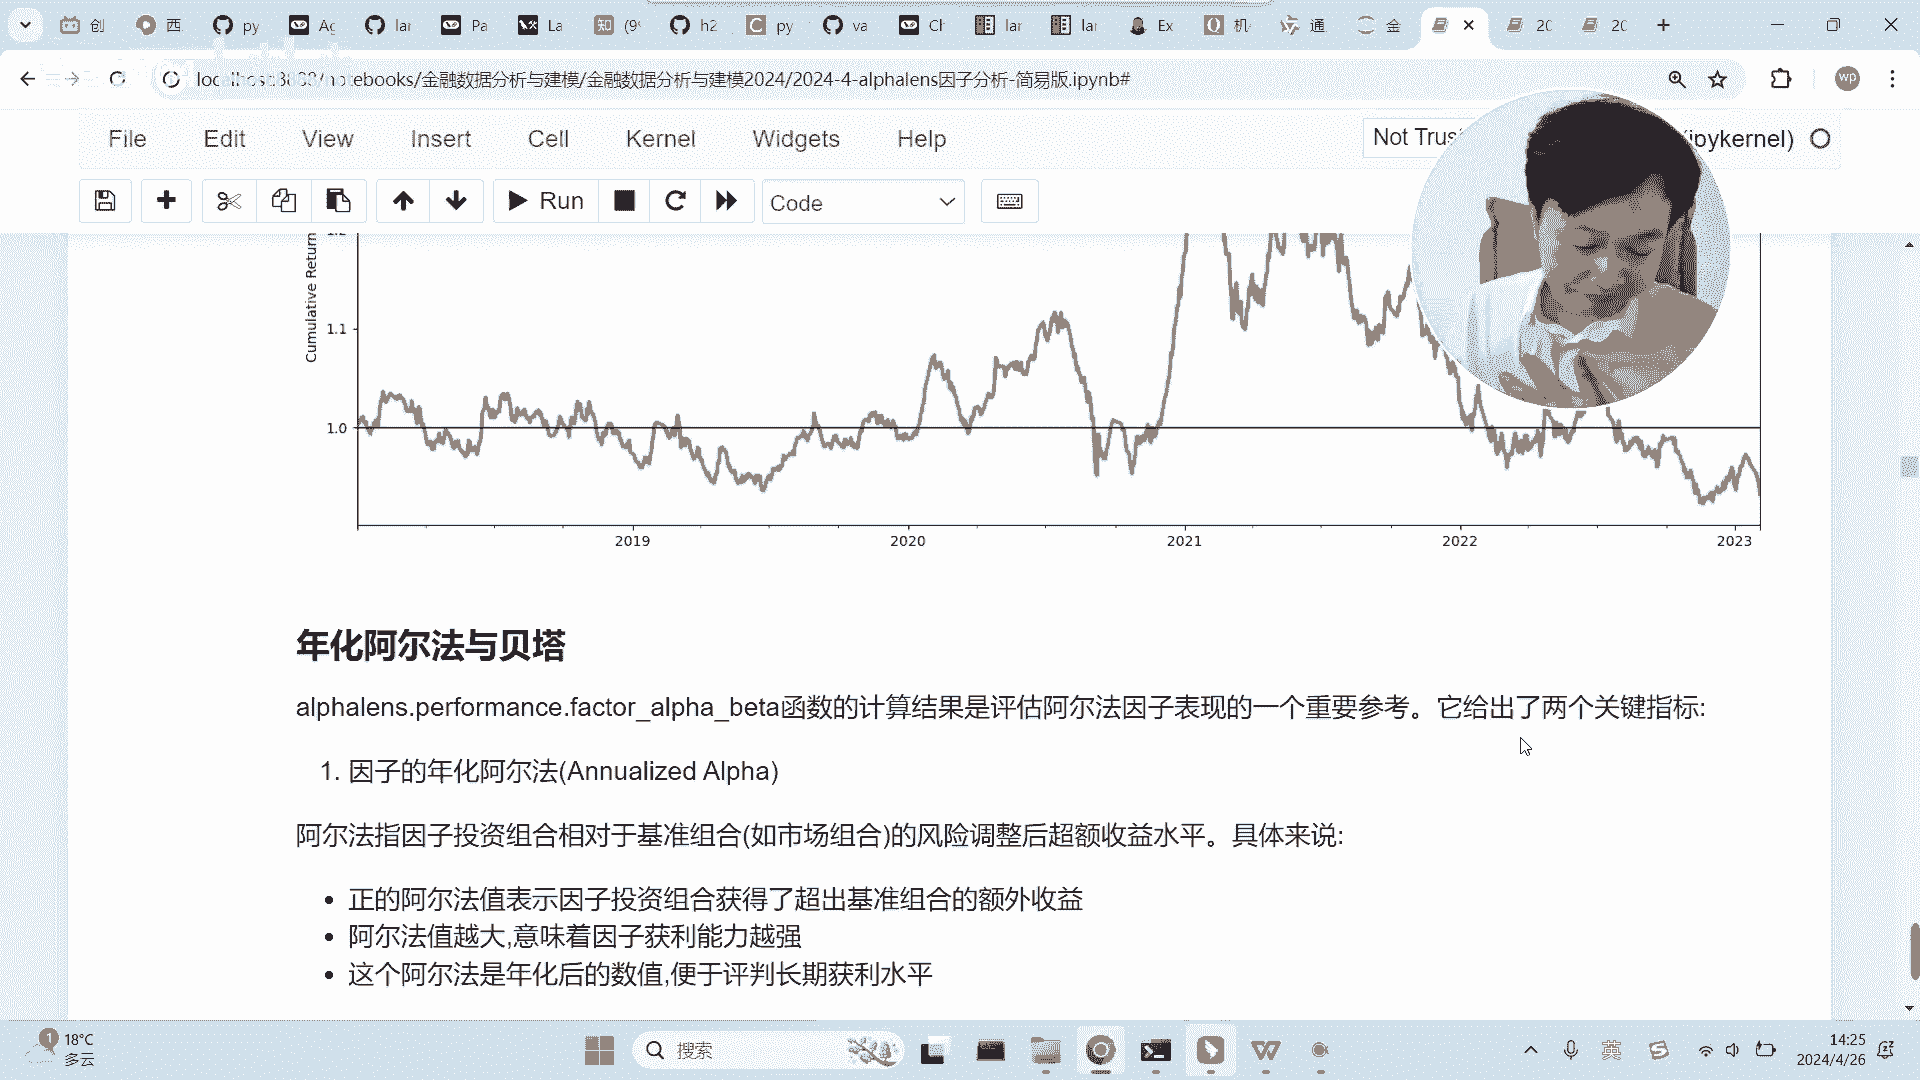 创
西
py
Ag
lar
Pa
La
知 (9
h2
py
va
Ch
lar
lar
Ex
机
通
金
20
20
localhost:8888/notebooks/金融数据分析与建模/金融数据分析与建模2024/2024-4-alphalens因子分析-简易版.ipynb#
wp
File Edit View Insert Cell Kernel Widgets Help
Not Trus
(ipykernel)
Run
Code
Cumulative Return
1.1
1.0
2019 2020 2021 2022 2023
年化阿尔法与贝塔
alphalens.performance.factor_alpha_beta函数的计算结果是评估阿尔法因子表现的一个重要参考。它给出了两个关键指标:
1. 因子的年化阿尔法(Annualized Alpha)
阿尔法指因子投资组合相对于基准组合(如市场组合)的风险调整后超额收益水平。具体来说:
• 正的阿尔法值表示因子投资组合获得了超出基准组合的额外收益
• 阿尔法值越大,意味着因子获利能力越强
• 这个阿尔法是年化后的数值,便于评判长期获利水平
1
18°C
多云
搜索
英
14:25
2024/4/26